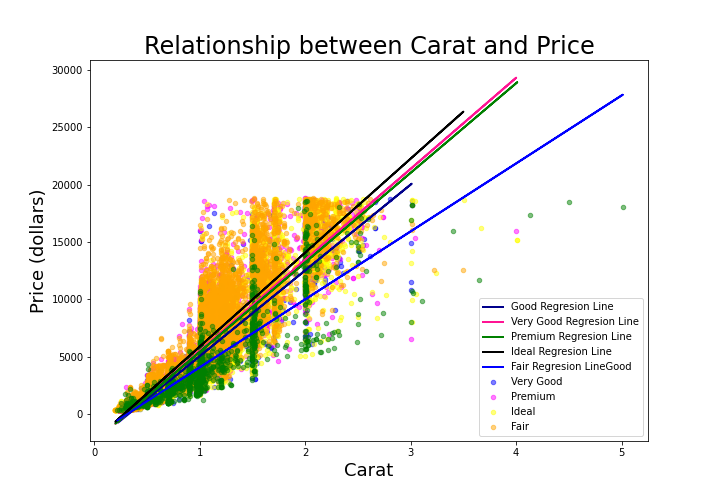 Relationship between Carat and Price
Price (dollars)
30000
25000
20000
15000
10000
5000
0
Good Regresion Line
Very Good Regresion Line
Premium Regresion Line
Ideal Regresion Line
Fair Regresion LineGood
Very Good
Premium
Ideal
Fair
0 1 2 3 4 5
Carat